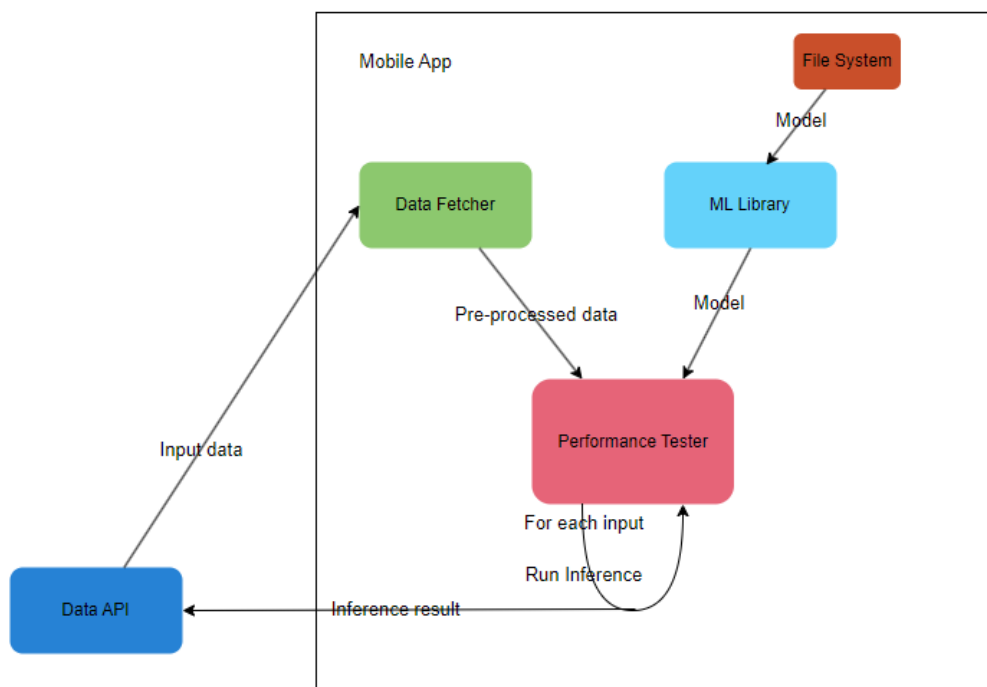 Mobile App
File System
Model
Data Fetcher
ML Library
Pre-processed data
Model
Input data
Performance Tester
For each input
Run Inference
Data API
Inference result